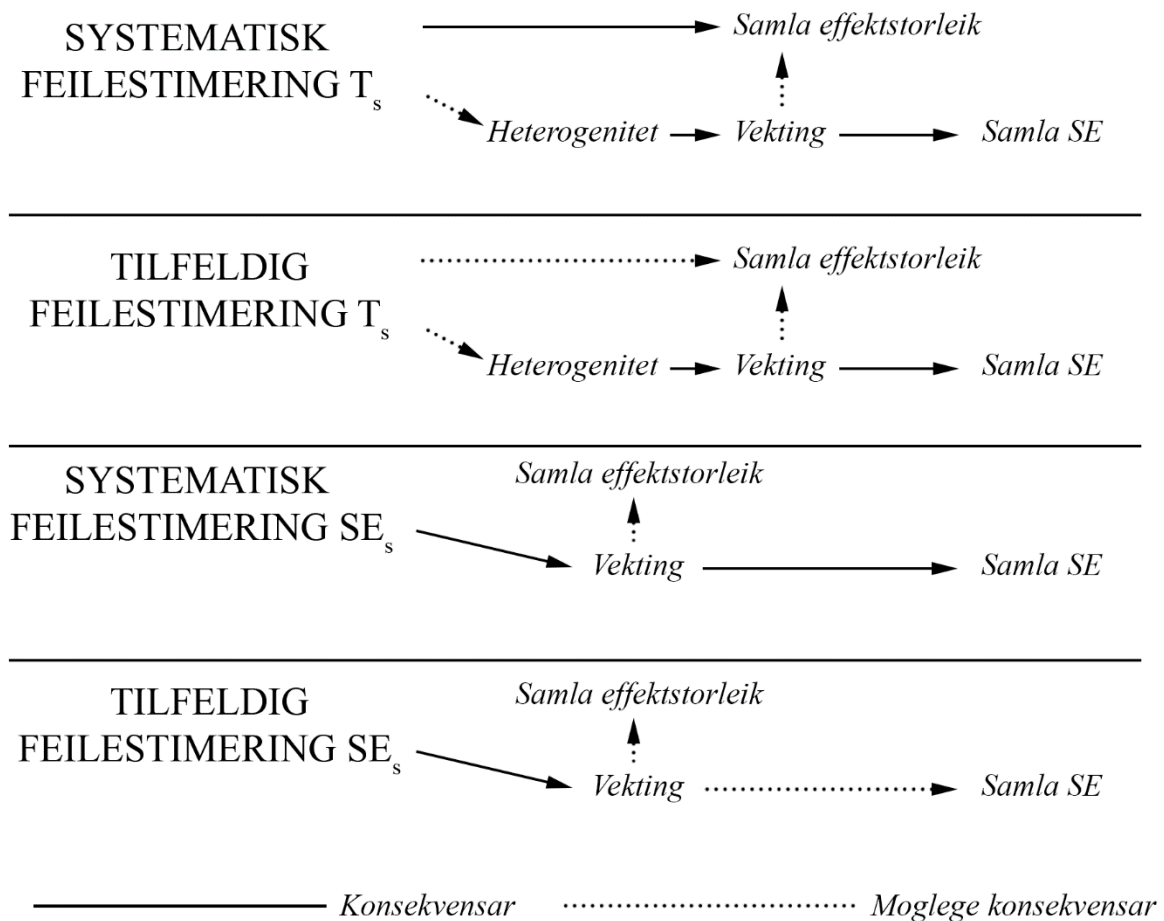 SYSTEMATISK
FEILESTIMERING Tₛ
Samla effektstorleik
Heterogenitet
Vekting
Samla SE
TILFELDIG
FEILESTIMERING Tₛ
Samla effektstorleik
Heterogenitet
Vekting
Samla SE
SYSTEMATISK
FEILESTIMERING SEₛ
Samla effektstorleik
Vekting
Samla SE
TILFELDIG
FEILESTIMERING SEₛ
Samla effektstorleik
Vekting
Samla SE
Konsekvensar
Moglege konsekvensar